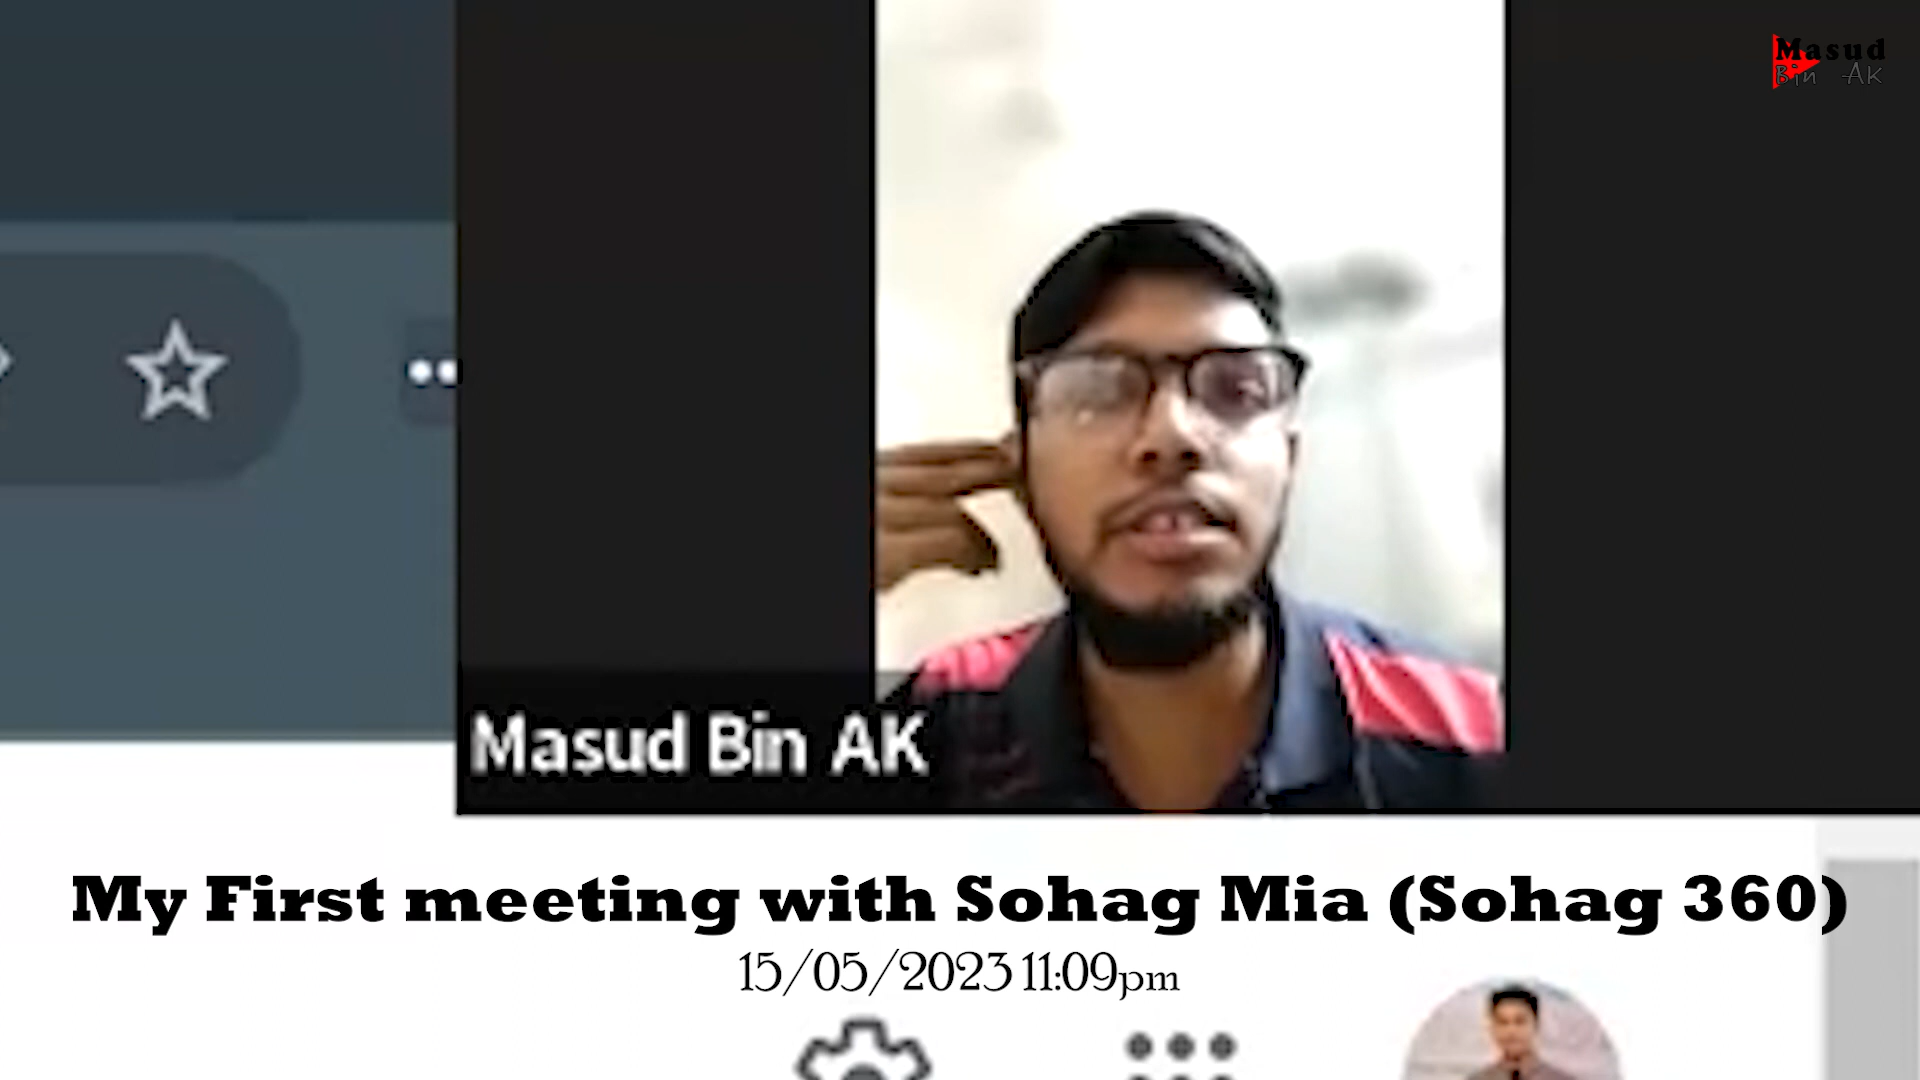 Masud
Bin AK
Masud Bin AK
My First meeting with Sohag Mia (Sohag 360)
15/05/2023 11:09pm